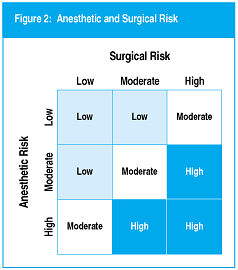 Figure 2: Anesthetic and Surgical Risk
Surgical Risk
Low Moderate High
Anesthetic Risk
Low Low Low Moderate
Moderate Low Moderate High
High Moderate High High